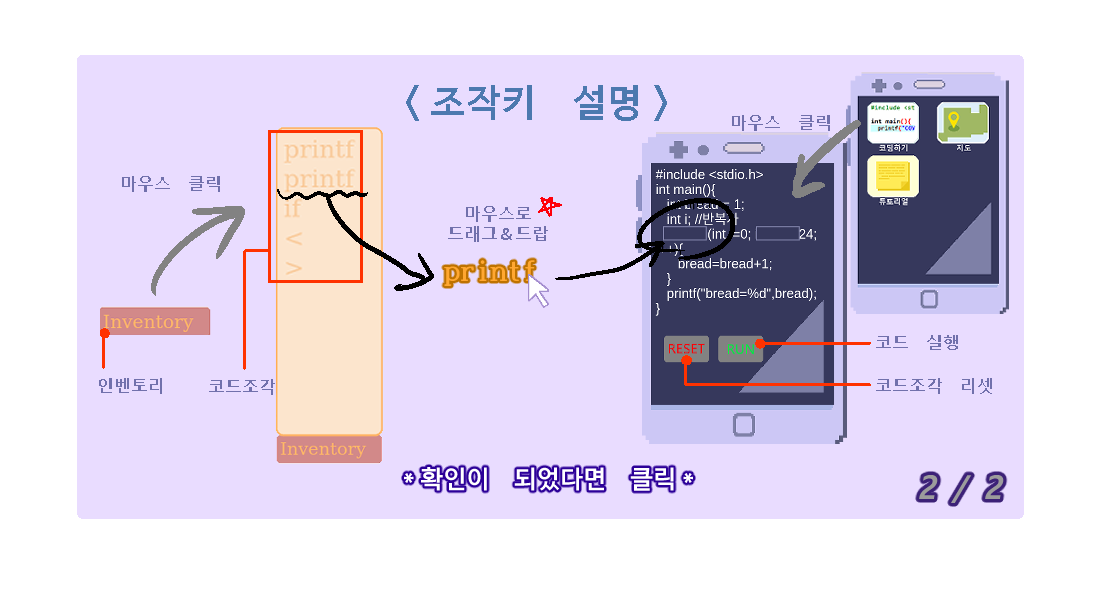 < 조작키 설명 >
마우스 클릭
printf
printf
if
<
>
Inventory
인벤토리
코드조각
Inventory
마우스로
드래그&드랍
printf
마우스 클릭
#include <stdio.h>
int main(){
int bread= 1;
int i; //반복
(int =0; 24;
){
bread=bread+1;
}
printf("bread=%d",bread);
}
RESET
RUN
#include <st
int main(){
printf("
코딩하기
지도
튜토리얼
코드 실행
코드조각 리셋
*확인이 되었다면 클릭*
2/2